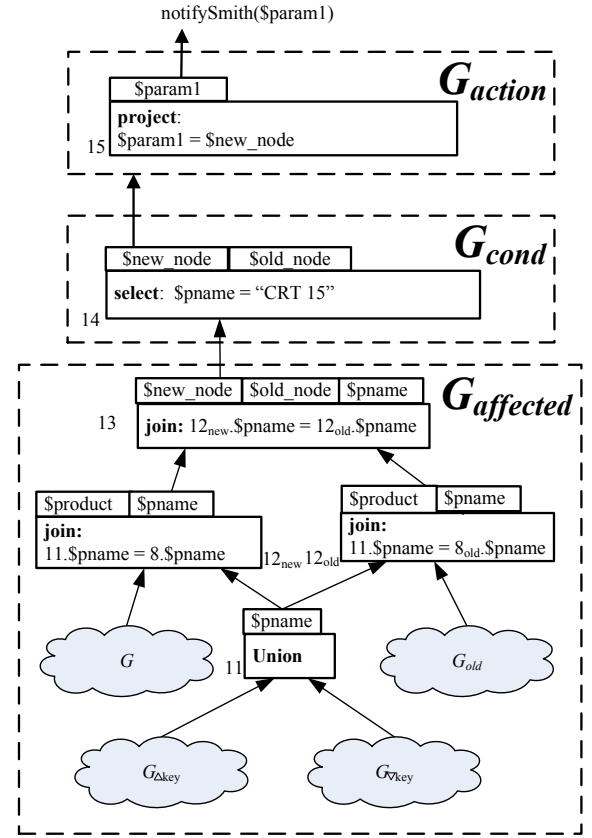 notifySmith($param1)
G_action
$param1
project:
$param1 = $new_node
15
G_cond
$new_node $old_node
select: $pname = “CRT 15”
14
G_affected
$new_node $old_node $pname
13
join: 12_new.$pname = 12_old.$pname
$product $pname
join:
11.$pname = 8.$pname
12_new
$product $pname
join:
11.$pname = 8_old.$pname
12_old
$pname
Union
11
G
G_old
G_△key
G_▽key